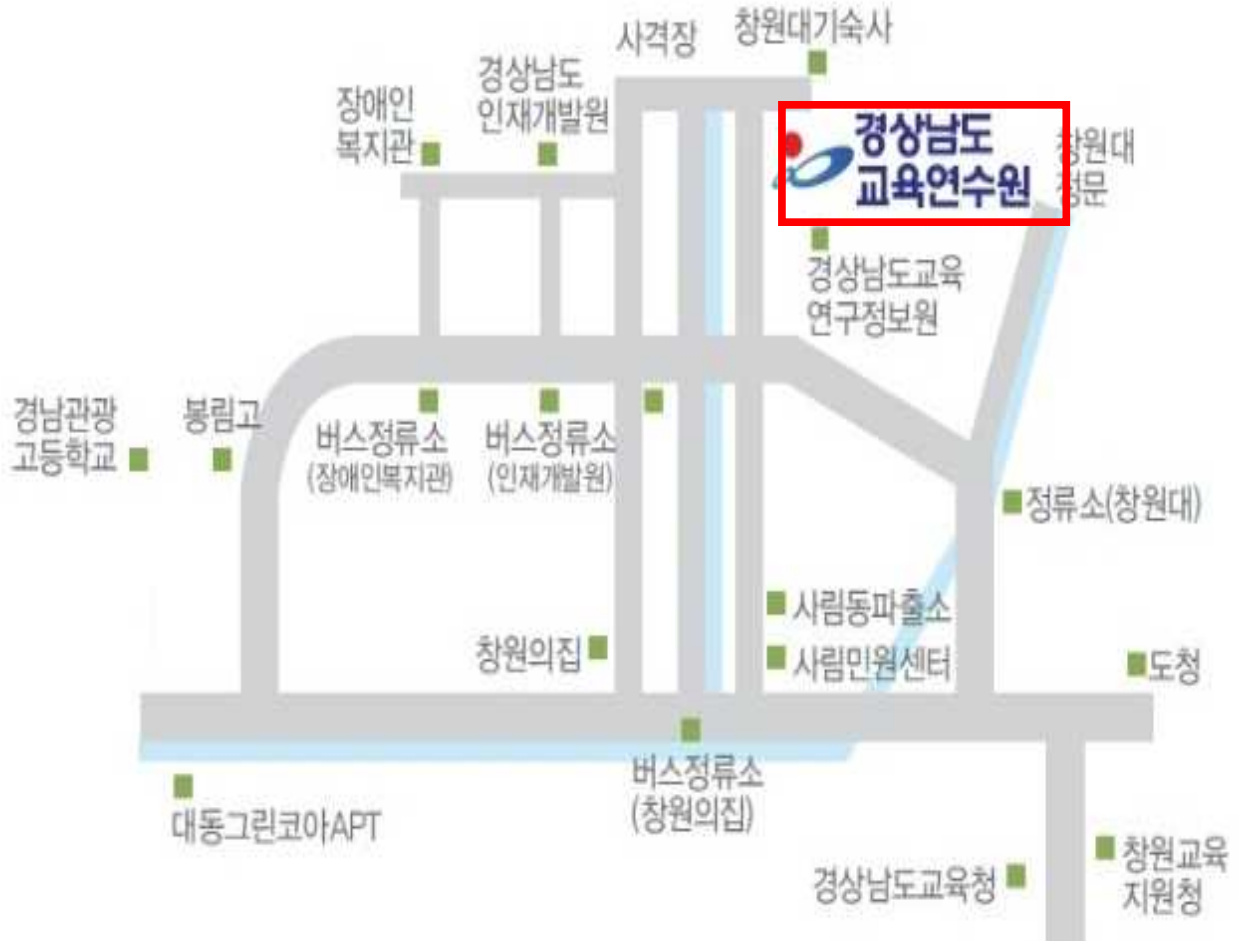 사격장
창원대기숙사
경상남도
인재개발원
장애인
복지관
경상남도
교육연수원
창원대
정문
경상남도교육
연구정보원
경남관광
고등학교
봉림고
버스정류소
(장애인복지관)
버스정류소
(인재개발원)
정류소(창원대)
사림동파출소
창원의집
사림민원센터
도청
버스정류소
(창원의집)
대동그린코아APT
경상남도교육청
창원교육
지원청